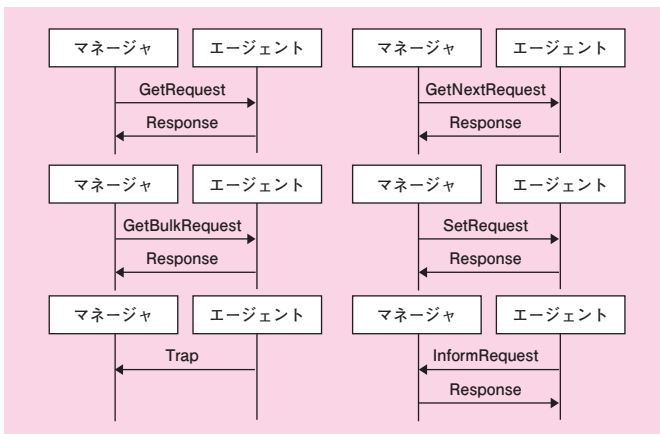 マネージャ エージェント マネージャ エージェント
GetRequest GetNextRequest
Response Response
マネージャ エージェント マネージャ エージェント
GetBulkRequest SetRequest
Response Response
マネージャ エージェント マネージャ エージェント
Trap InformRequest
Response